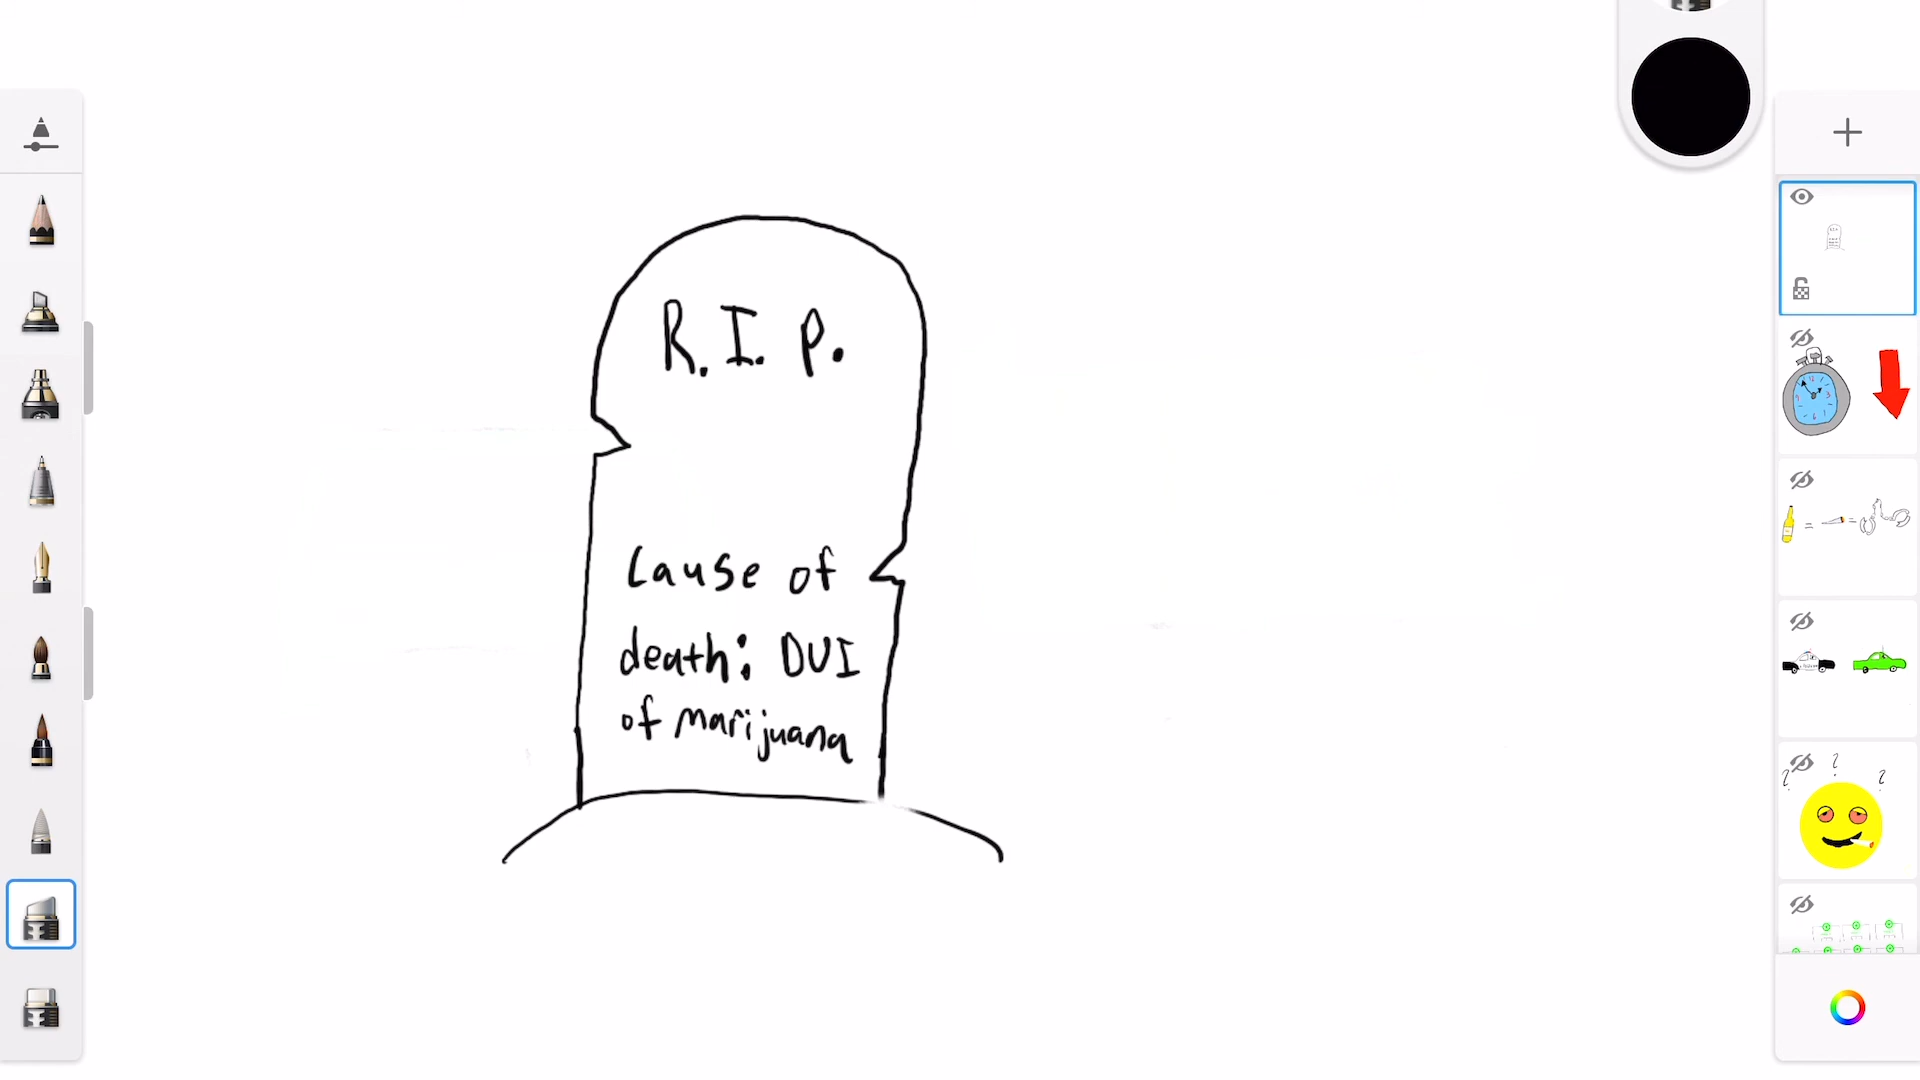 R.I.P.
Cause of
death: DUI
of marijuana
? ? ?
= =